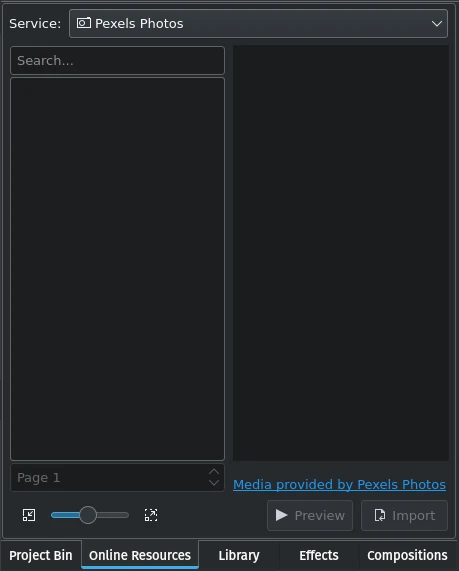 Service: Pexels Photos
Search...
Page 1
Media provided by Pexels Photos
Preview Import
Project Bin Online Resources Library Effects Compositions